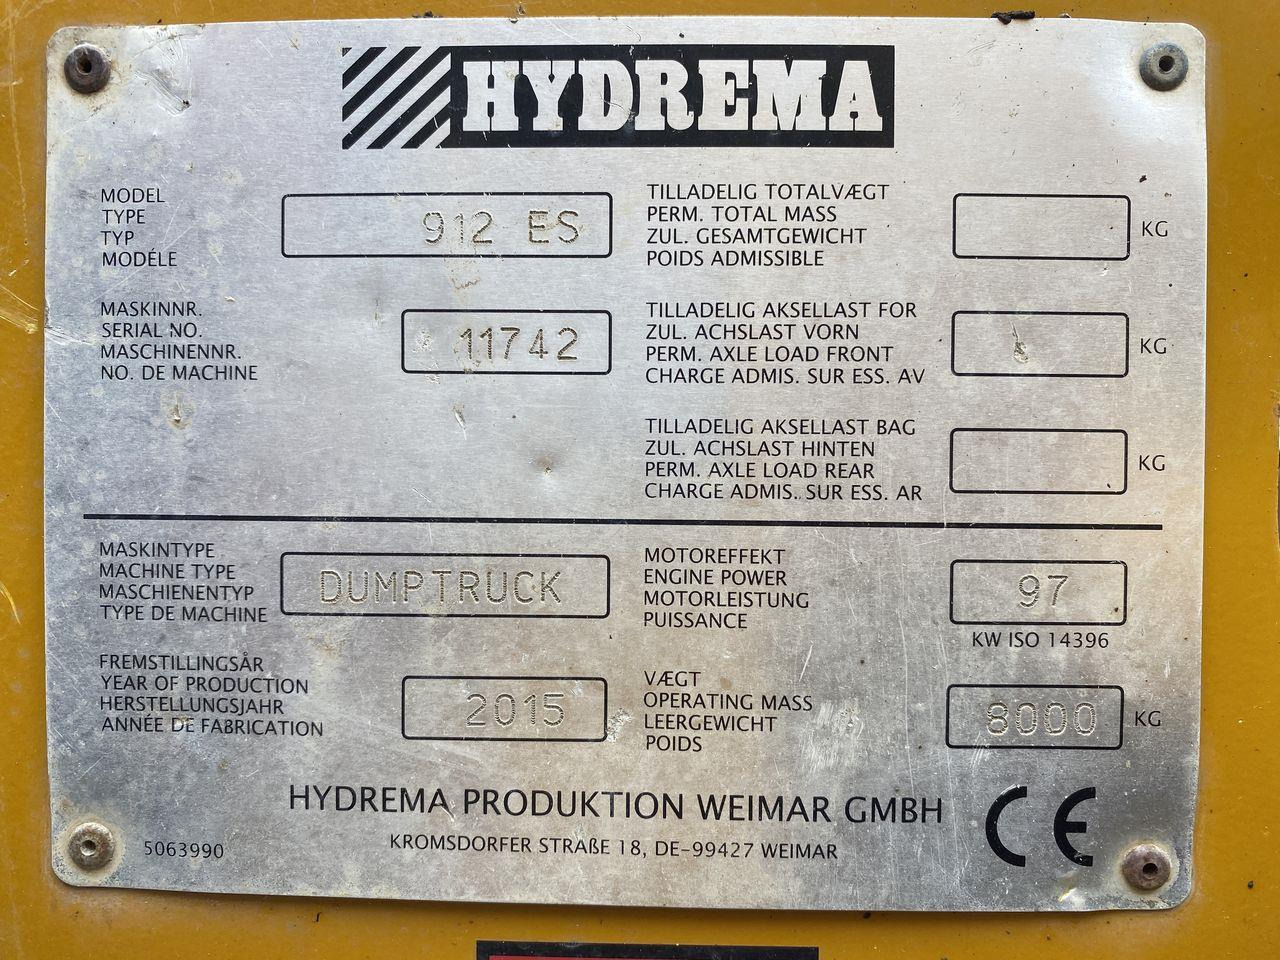 HYDREMA
MODEL
TYPE
TYP
MODÉLE
912 ES
TILLADELIG TOTALVÆGT
PERM. TOTAL MASS
ZUL. GESAMTGEWICHT
POIDS ADMISSIBLE
KG
MASKINNR.
SERIAL NO.
MASCHINENNR.
NO. DE MACHINE
11742
TILLADELIG AKSELLAST FOR
ZUL. ACHSLAST VORN
PERM. AXLE LOAD FRONT
CHARGE ADMIS. SUR ESS. AV
KG
TILLADELIG AKSELLAST BAG
ZUL. ACHSLAST HINTEN
PERM. AXLE LOAD REAR
CHARGE ADMIS. SUR ESS. AR
KG
MASKINTYPE
MACHINE TYPE
MASCHIENENTYP
TYPE DE MACHINE
DUMPTRUCK
MOTOREFFEKT
ENGINE POWER
MOTORLEISTUNG
PUISSANCE
97
KW ISO 14396
FREMSTILLINGSÅR
YEAR OF PRODUCTION
HERSTELLUNGSJAHR
ANNÉE DE FABRICATION
2015
VÆGT
OPERATING MASS
LEERGEWICHT
POIDS
8000
KG
HYDREMA PRODUKTION WEIMAR GMBH
KROMSDORFER STRAßE 18, DE-99427 WEIMAR
CE
5063990